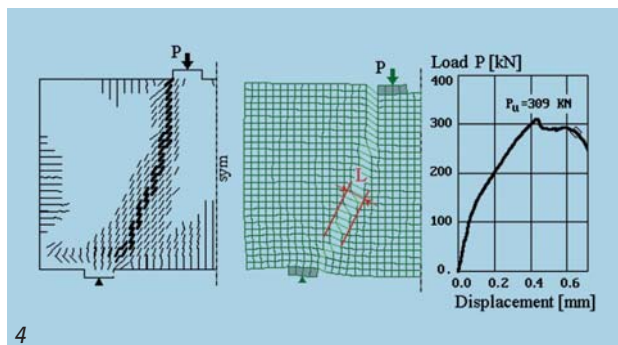 P
sym
P
L
Load P [kN]
400
300
200
100
0.
Pu=309 KN
0.0 0.2 0.4 0.6
Displacement [mm]
4